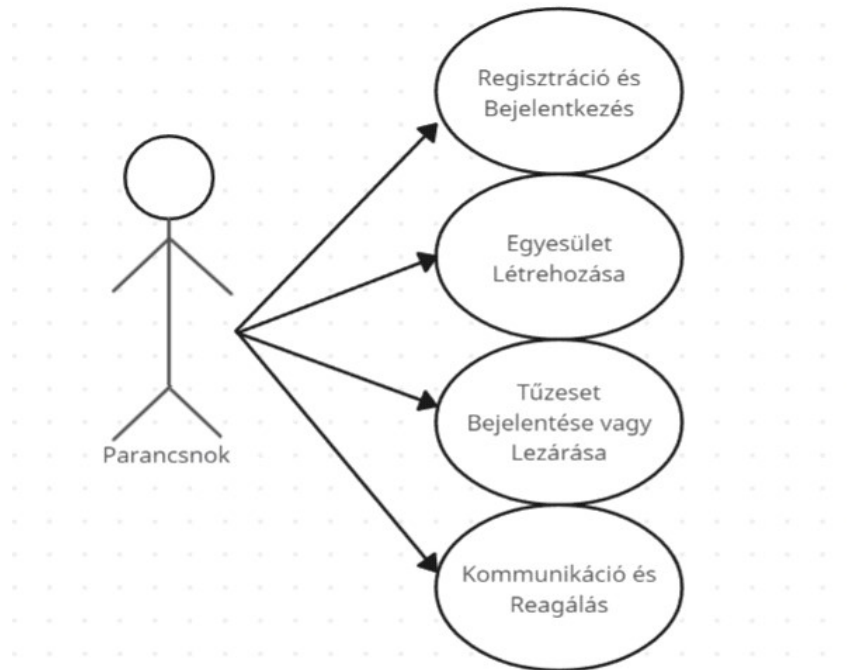 Regisztráció és
Bejelentkezés
Egyesület
Létrehozása
Tűzeset
Bejelentése vagy
Lezárása
Parancsnok
Kommunikáció és
Reagálás